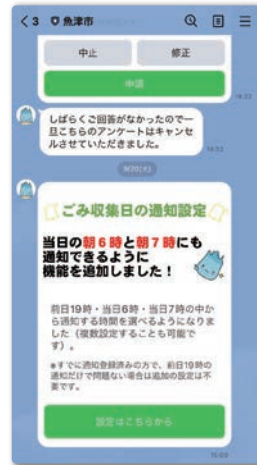 < 3 魚津市
中止 修正
申請
しばらくご回答がなかったので一
旦こちらのアンケートはキャンセ
ルさせていただきました。
ごみ収集日の通知設定
当日の朝6時と朝7時にも
通知できるように
機能を追加しました！
前日19時・当日6時・当日7時の中か
ら通知する時間を選べるようになりま
した（複数設定することも可能で
す）。
※すでに通知登録済みの方で、前日19時の
通知だけで問題ない場合は追加の設定は不
要です。
設定はこちらから
15:03